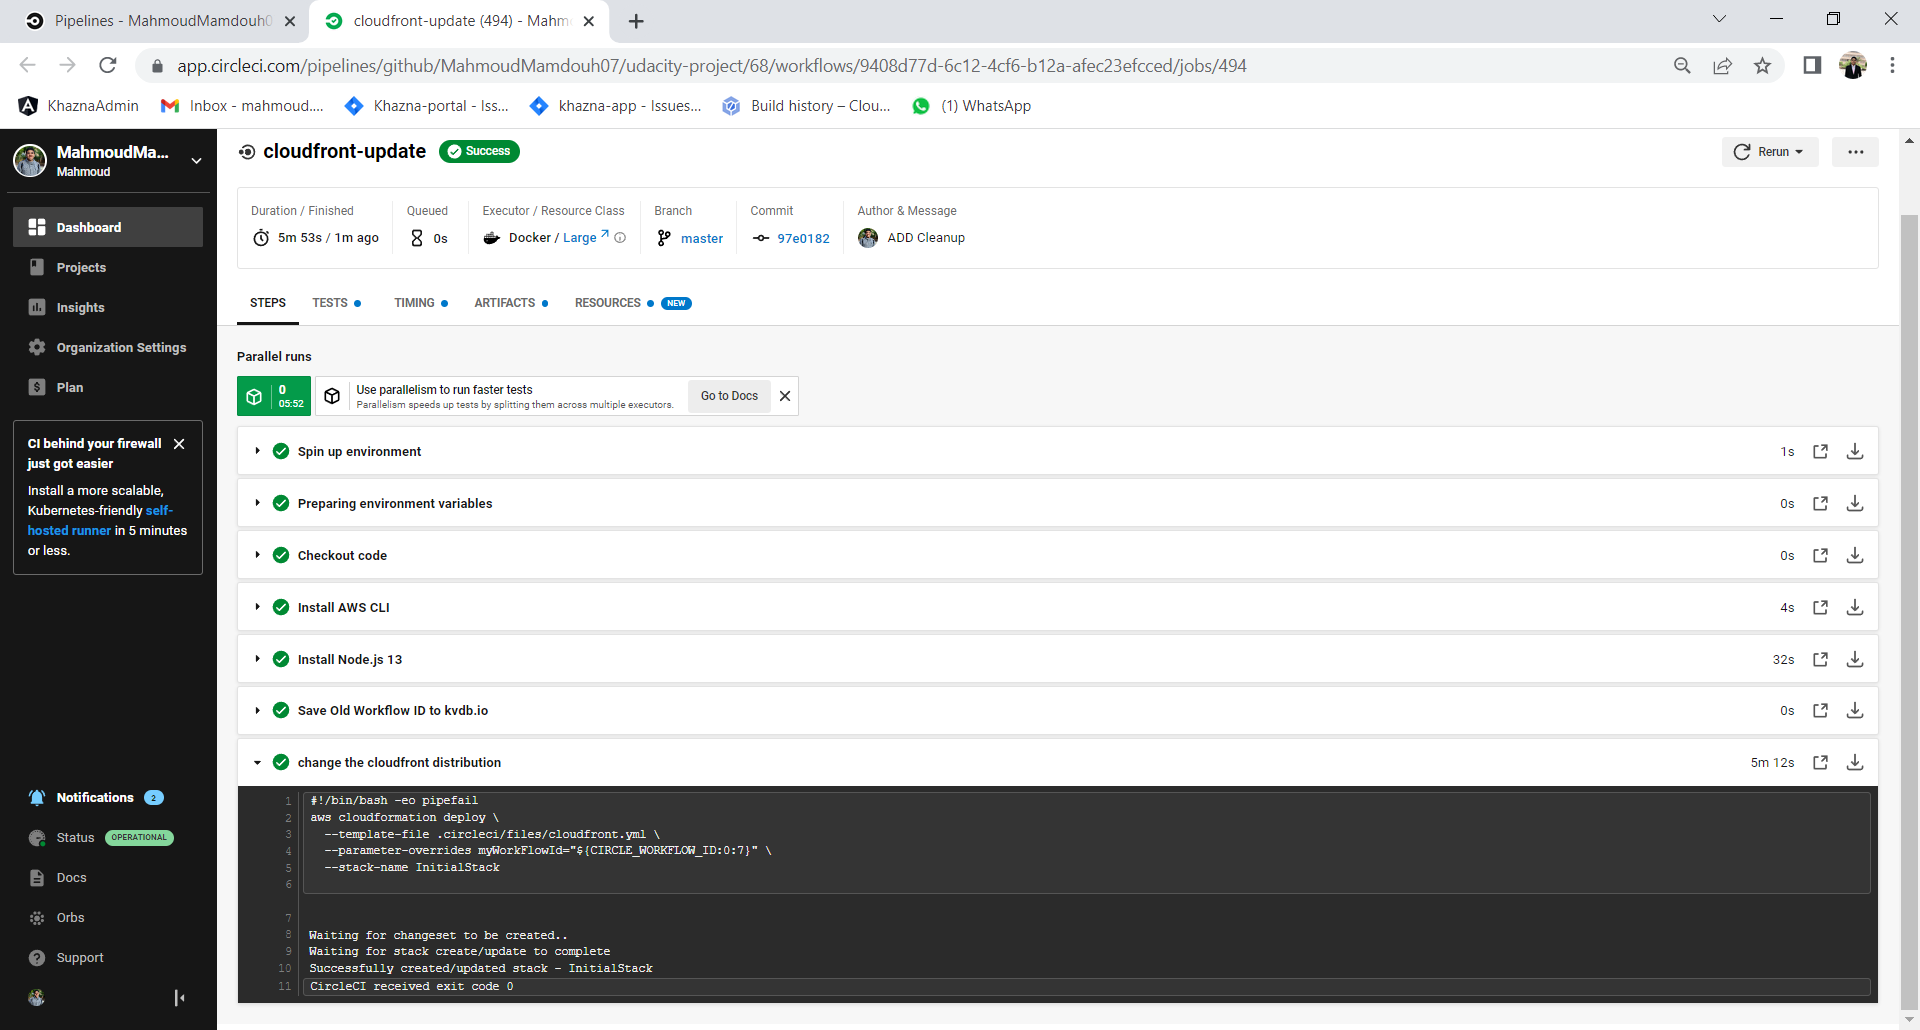 Pipelines - MahmoudMamdouh0
cloudfront-update (494) - Mahm
app.circleci.com/pipelines/github/MahmoudMamdouh07/udacity-project/68/workflows/9408d77d-6c12-4cf6-b12a-afec23efcced/jobs/494
KhaznaAdmin
Inbox - mahmoud....
Khazna-portal - Iss...
khazna-app - Issues...
Build history – Clou...
(1) WhatsApp
MahmoudMa...
Mahmoud
Dashboard
Projects
Insights
Organization Settings
Plan
CI behind your firewall
just got easier
Install a more scalable,
Kubernetes-friendly self-
hosted runner in 5 minutes
or less.
Notifications 2
Status OPERATIONAL
Docs
Orbs
Support
cloudfront-update Success
Rerun
Duration / Finished
5m 53s / 1m ago
Queued
0s
Executor / Resource Class
Docker / Large
Branch
master
Commit
97e0182
Author & Message
ADD Cleanup
STEPS TESTS TIMING ARTIFACTS RESOURCES NEW
Parallel runs
0
05:52
Use parallelism to run faster tests
Parallelism speeds up tests by splitting them across multiple executors.
Go to Docs
Spin up environment 1s
Preparing environment variables 0s
Checkout code 0s
Install AWS CLI 4s
Install Node.js 13 32s
Save Old Workflow ID to kvdb.io 0s
change the cloudfront distribution 5m 12s
1 #!/bin/bash -eo pipefail
2 aws cloudformation deploy \
3 --template-file .circleci/files/cloudfront.yml \
4 --parameter-overrides myWorkFlowId="${CIRCLE_WORKFLOW_ID:0:7}" \
5 --stack-name InitialStack
6
7
8 Waiting for changeset to be created..
9 Waiting for stack create/update to complete
10 Successfully created/updated stack - InitialStack
11 CircleCI received exit code 0